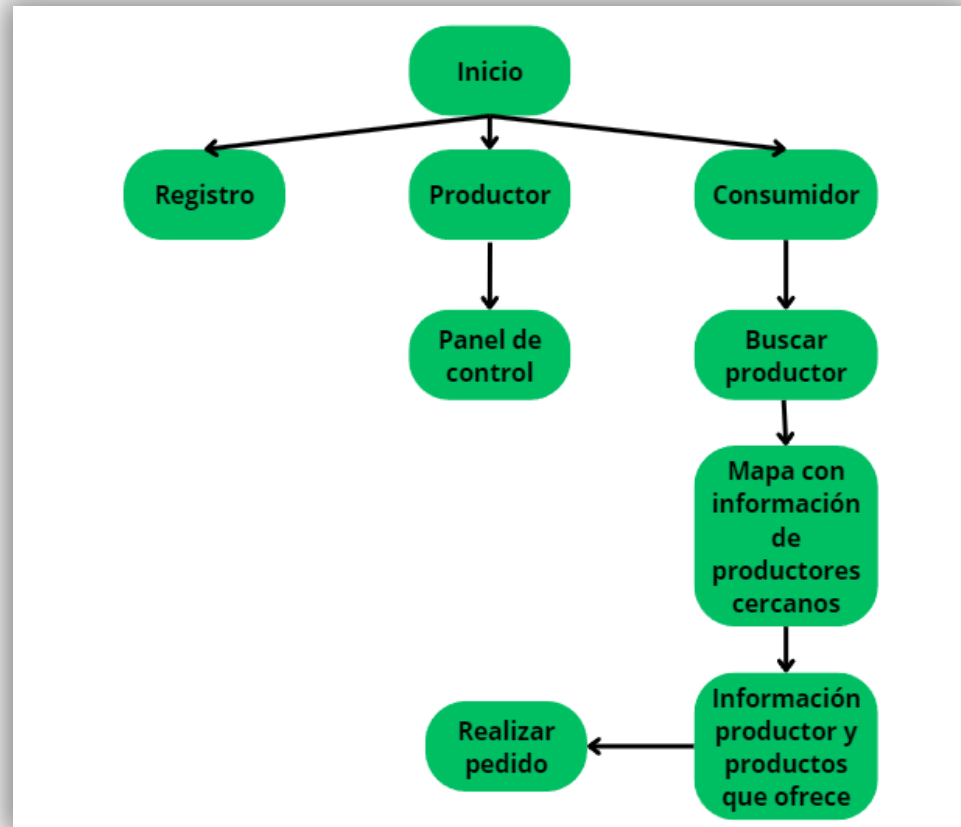 Inicio
Registro
Productor
Consumidor
Panel de
control
Buscar
productor
Mapa con
información
de
productores
cercanos
Información
productor y
productos
que ofrece
Realizar
pedido